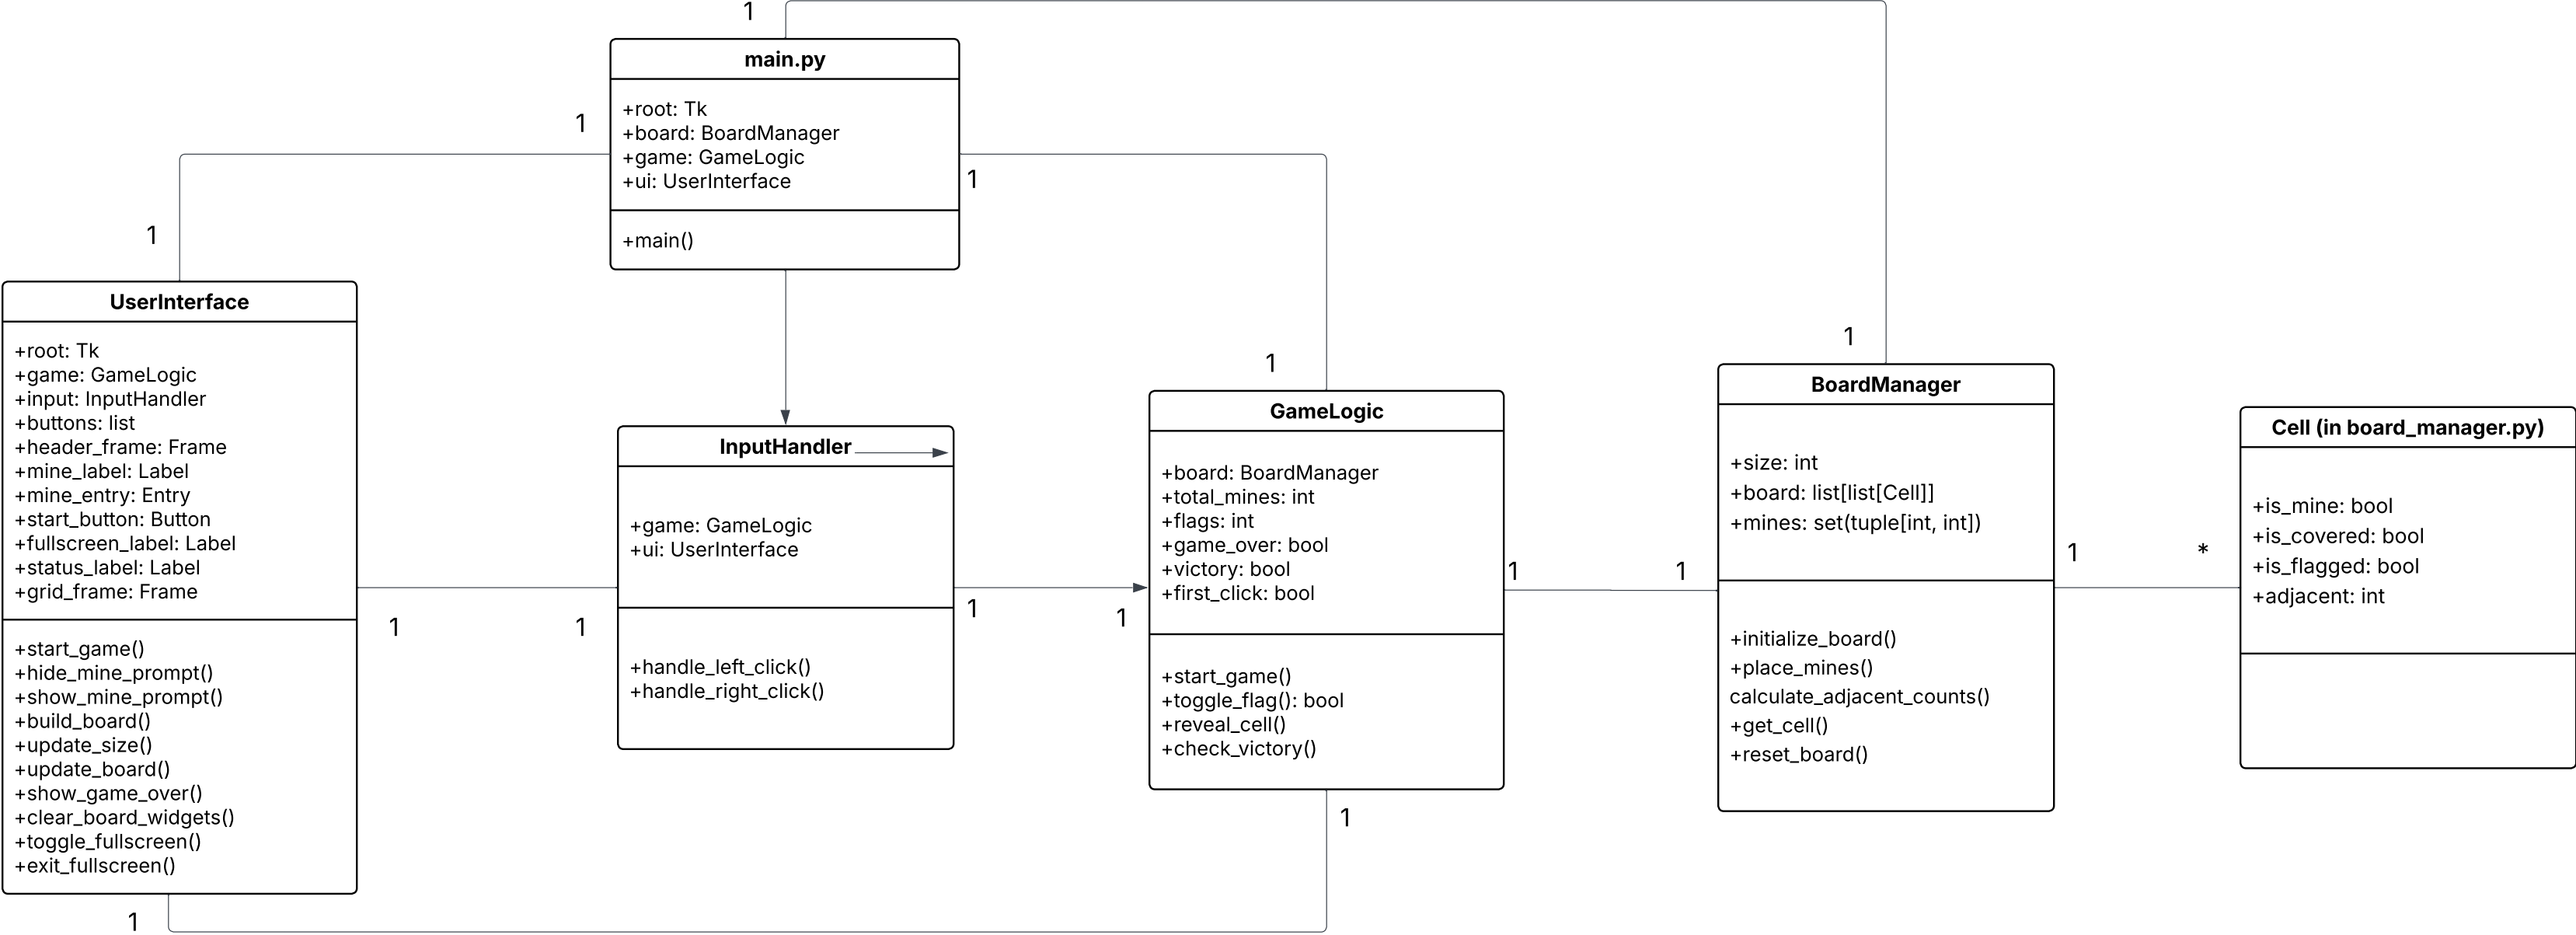 1
main.py
+root: Tk
+board: BoardManager
+game: GameLogic
+ui: UserInterface
+main()
1
1
1
UserInterface
+root: Tk
+game: GameLogic
+input: InputHandler
+buttons: list
+header_frame: Frame
+mine_label: Label
+mine_entry: Entry
+start_button: Button
+fullscreen_label: Label
+status_label: Label
+grid_frame: Frame
+start_game()
+hide_mine_prompt()
+show_mine_prompt()
+build_board()
+update_size()
+update_board()
+show_game_over()
+clear_board_widgets()
+toggle_fullscreen()
+exit_fullscreen()
1
1
1
InputHandler
+game: GameLogic
+ui: UserInterface
+handle_left_click()
+handle_right_click()
1
1
1
GameLogic
+board: BoardManager
+total_mines: int
+flags: int
+game_over: bool
+victory: bool
+first_click: bool
+start_game()
+toggle_flag(): bool
+reveal_cell()
+check_victory()
1
1
1
1
BoardManager
+size: int
+board: list[list[Cell]]
+mines: set(tuple[int, int])
+initialize_board()
+place_mines()
calculate_adjacent_counts()
+get_cell()
+reset_board()
1
*
Cell (in board_manager.py)
+is_mine: bool
+is_covered: bool
+is_flagged: bool
+adjacent: int